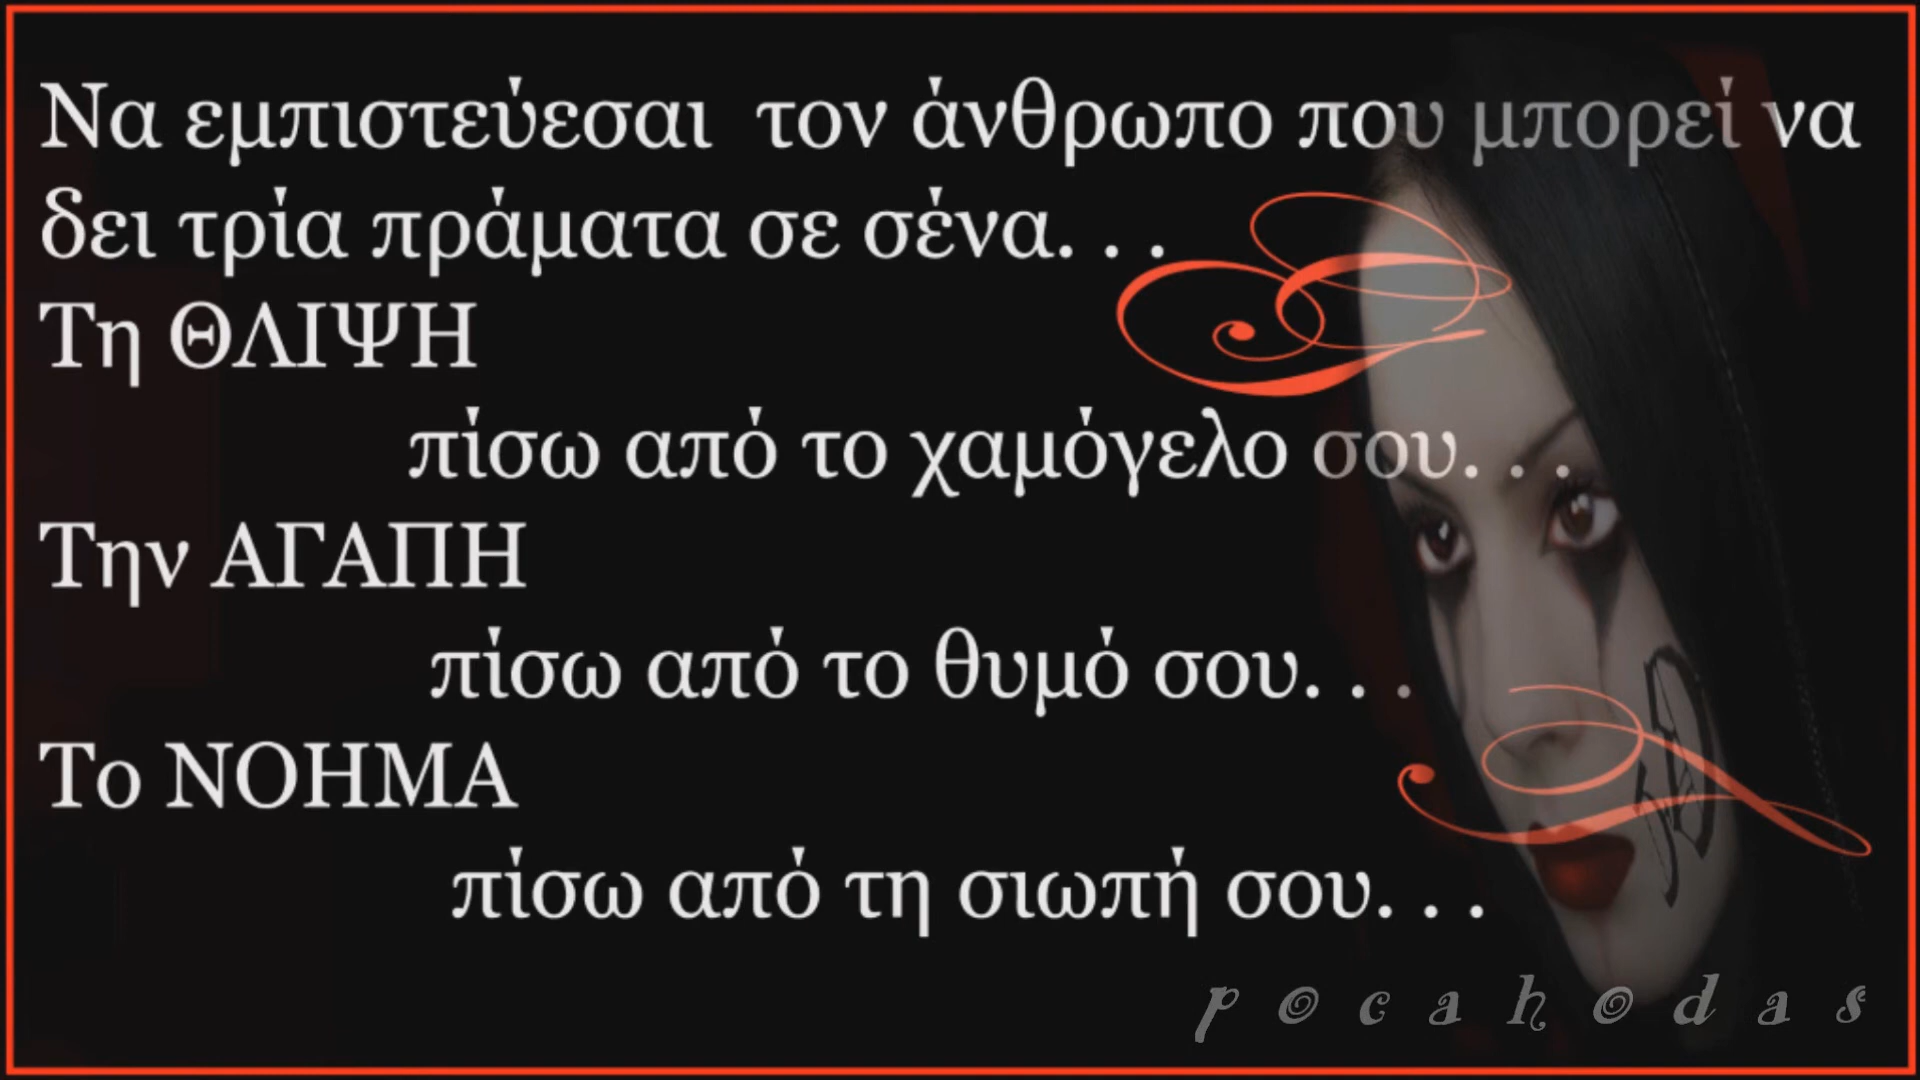 Να εμπιστεύεσαι τον άνθρωπο που μπορεί να
δει τρία πράματα σε σένα. . .
Τη ΘΛΙΨΗ
πίσω από το χαμόγελο σου. . .
Την ΑΓΑΠΗ
πίσω από το θυμό σου. . .
Το ΝΟΗΜΑ
πίσω από τη σιωπή σου. . .
pocahodas